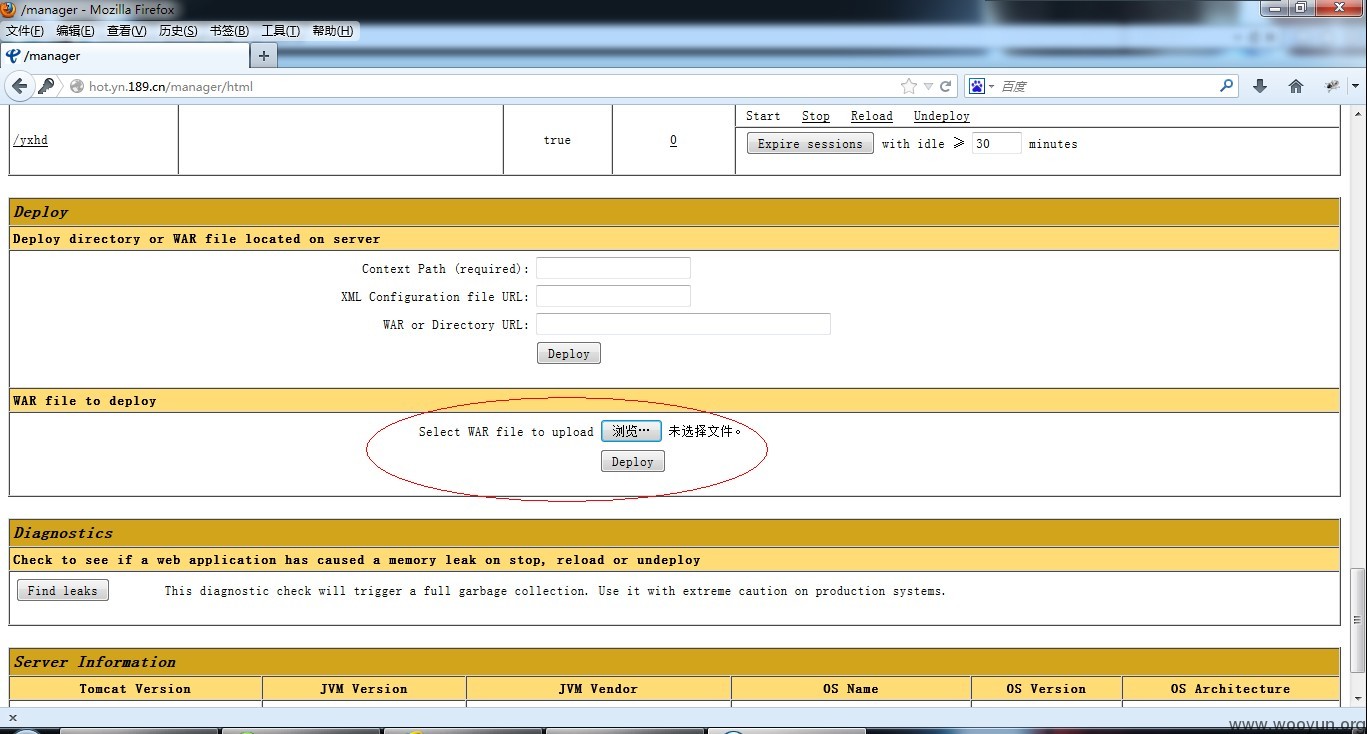 /manager - Mozilla Firefox
文件(F) 编辑(E) 查看(V) 历史(S) 书签(B) 工具(T) 帮助(H)
/manager
hot.yn.189.cn/manager/html
百度
Start Stop Reload Undeploy
/yxhd true 0
Expire sessions with idle ≥ 30 minutes
Deploy
Deploy directory or WAR file located on server
Context Path (required):
XML Configuration file URL:
WAR or Directory URL:
Deploy
WAR file to deploy
Select WAR file to upload 浏览… 未选择文件。
Deploy
Diagnostics
Check to see if a web application has caused a memory leak on stop, reload or undeploy
Find leaks This diagnostic check will trigger a full garbage collection. Use it with extreme caution on production systems.
Server Information
Tomcat Version JVM Version JVM Vendor OS Name OS Version OS Architecture
www.wooyun.org